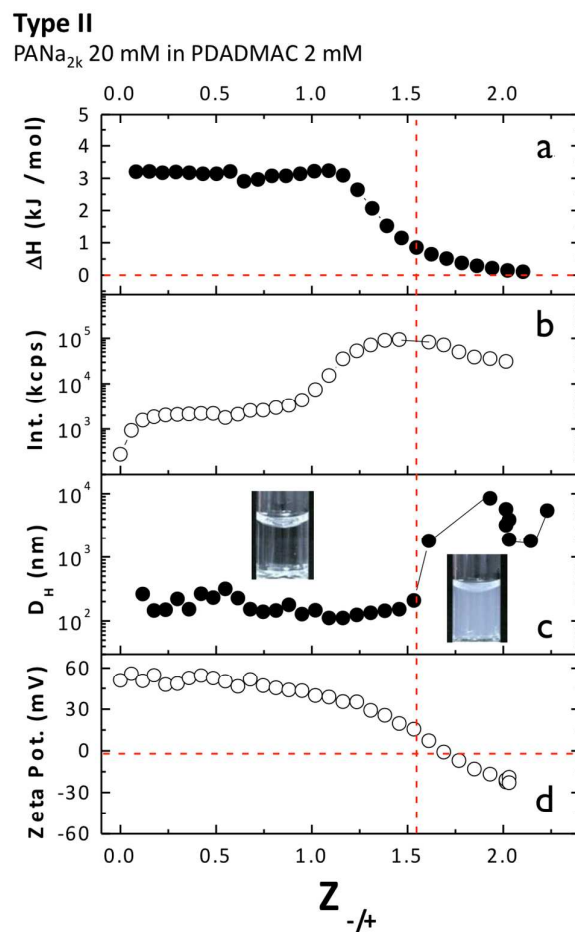 Type II
PANa2k 20 mM in PDADMAC 2 mM
0.0 0.5 1.0 1.5 2.0
5
4
3
2
1
0
ΔH (kJ /mol)
a
10^5
10^4
10^3
Int. (kcps)
b
10^4
10^3
10^2
D_H (nm)
c
60
30
0
-30
-60
Zeta Pot. (mV)
d
0.0 0.5 1.0 1.5 2.0
Z -/+